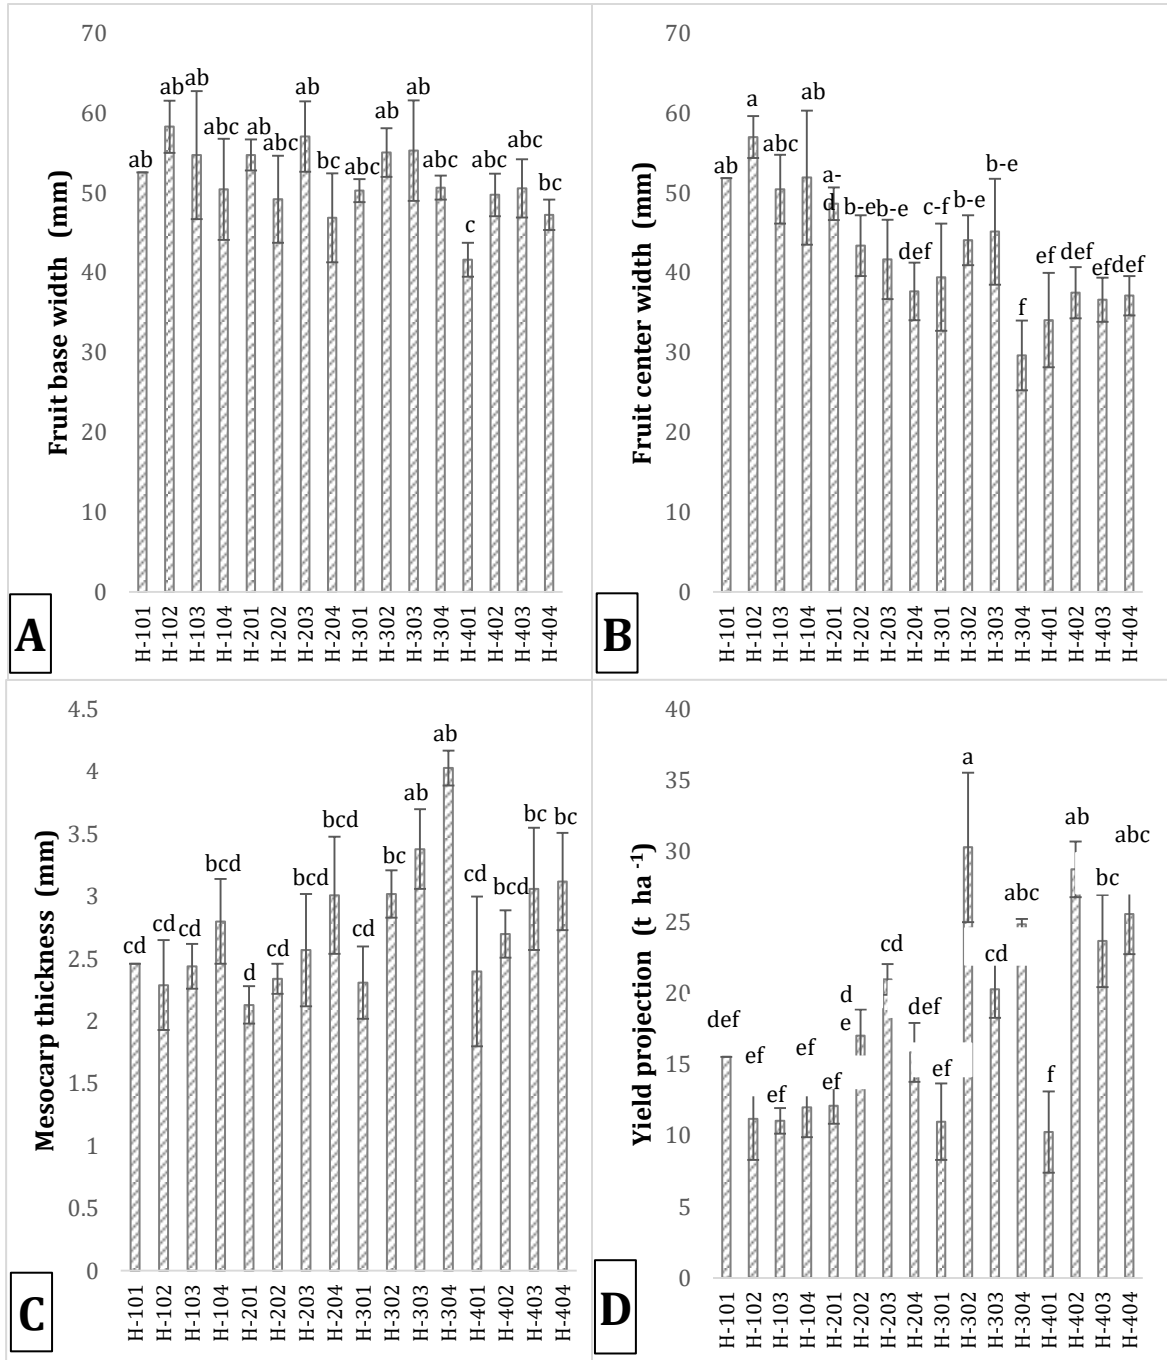 Fruit base width (mm)
70
60
50
40
30
20
10
0
ab
ab
ab
abc
ab
abc
ab
bc
abc
ab
ab
abc
c
abc
abc
bc
H-101
H-102
H-103
H-104
H-201
H-202
H-203
H-204
H-301
H-302
H-303
H-304
H-401
H-402
H-403
H-404
A
Fruit center width (mm)
70
60
50
40
30
20
10
0
ab
a
abc
ab
a-
d
b-e
b-e
def
c-f
b-e
b-e
f
ef
def
ef
def
H-101
H-102
H-103
H-104
H-201
H-202
H-203
H-204
H-301
H-302
H-303
H-304
H-401
H-402
H-403
H-404
B
Mesocarp thickness (mm)
4.5
4
3.5
3
2.5
2
1.5
1
0.5
0
cd
cd
cd
bcd
d
cd
bcd
bcd
cd
bc
ab
ab
cd
bcd
bc
bc
H-101
H-102
H-103
H-104
H-201
H-202
H-203
H-204
H-301
H-302
H-303
H-304
H-401
H-402
H-403
H-404
C
Yield projection (t ha -1)
40
35
30
25
20
15
10
5
0
def
ef
ef
ef
ef
d
e
cd
def
ef
a
cd
abc
f
ab
bc
abc
H-101
H-102
H-103
H-104
H-201
H-202
H-203
H-204
H-301
H-302
H-303
H-304
H-401
H-402
H-403
H-404
D